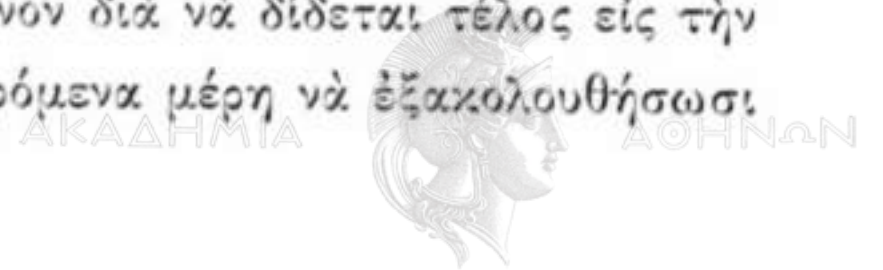 νον διὰ νὰ δίδεται τέλος εἰς τὴν
όμενα μέρη νὰ ἐξακολουθήσωσι
ΑΚΑΔΗΜΙΑ ΑΘΗΝΩΝ